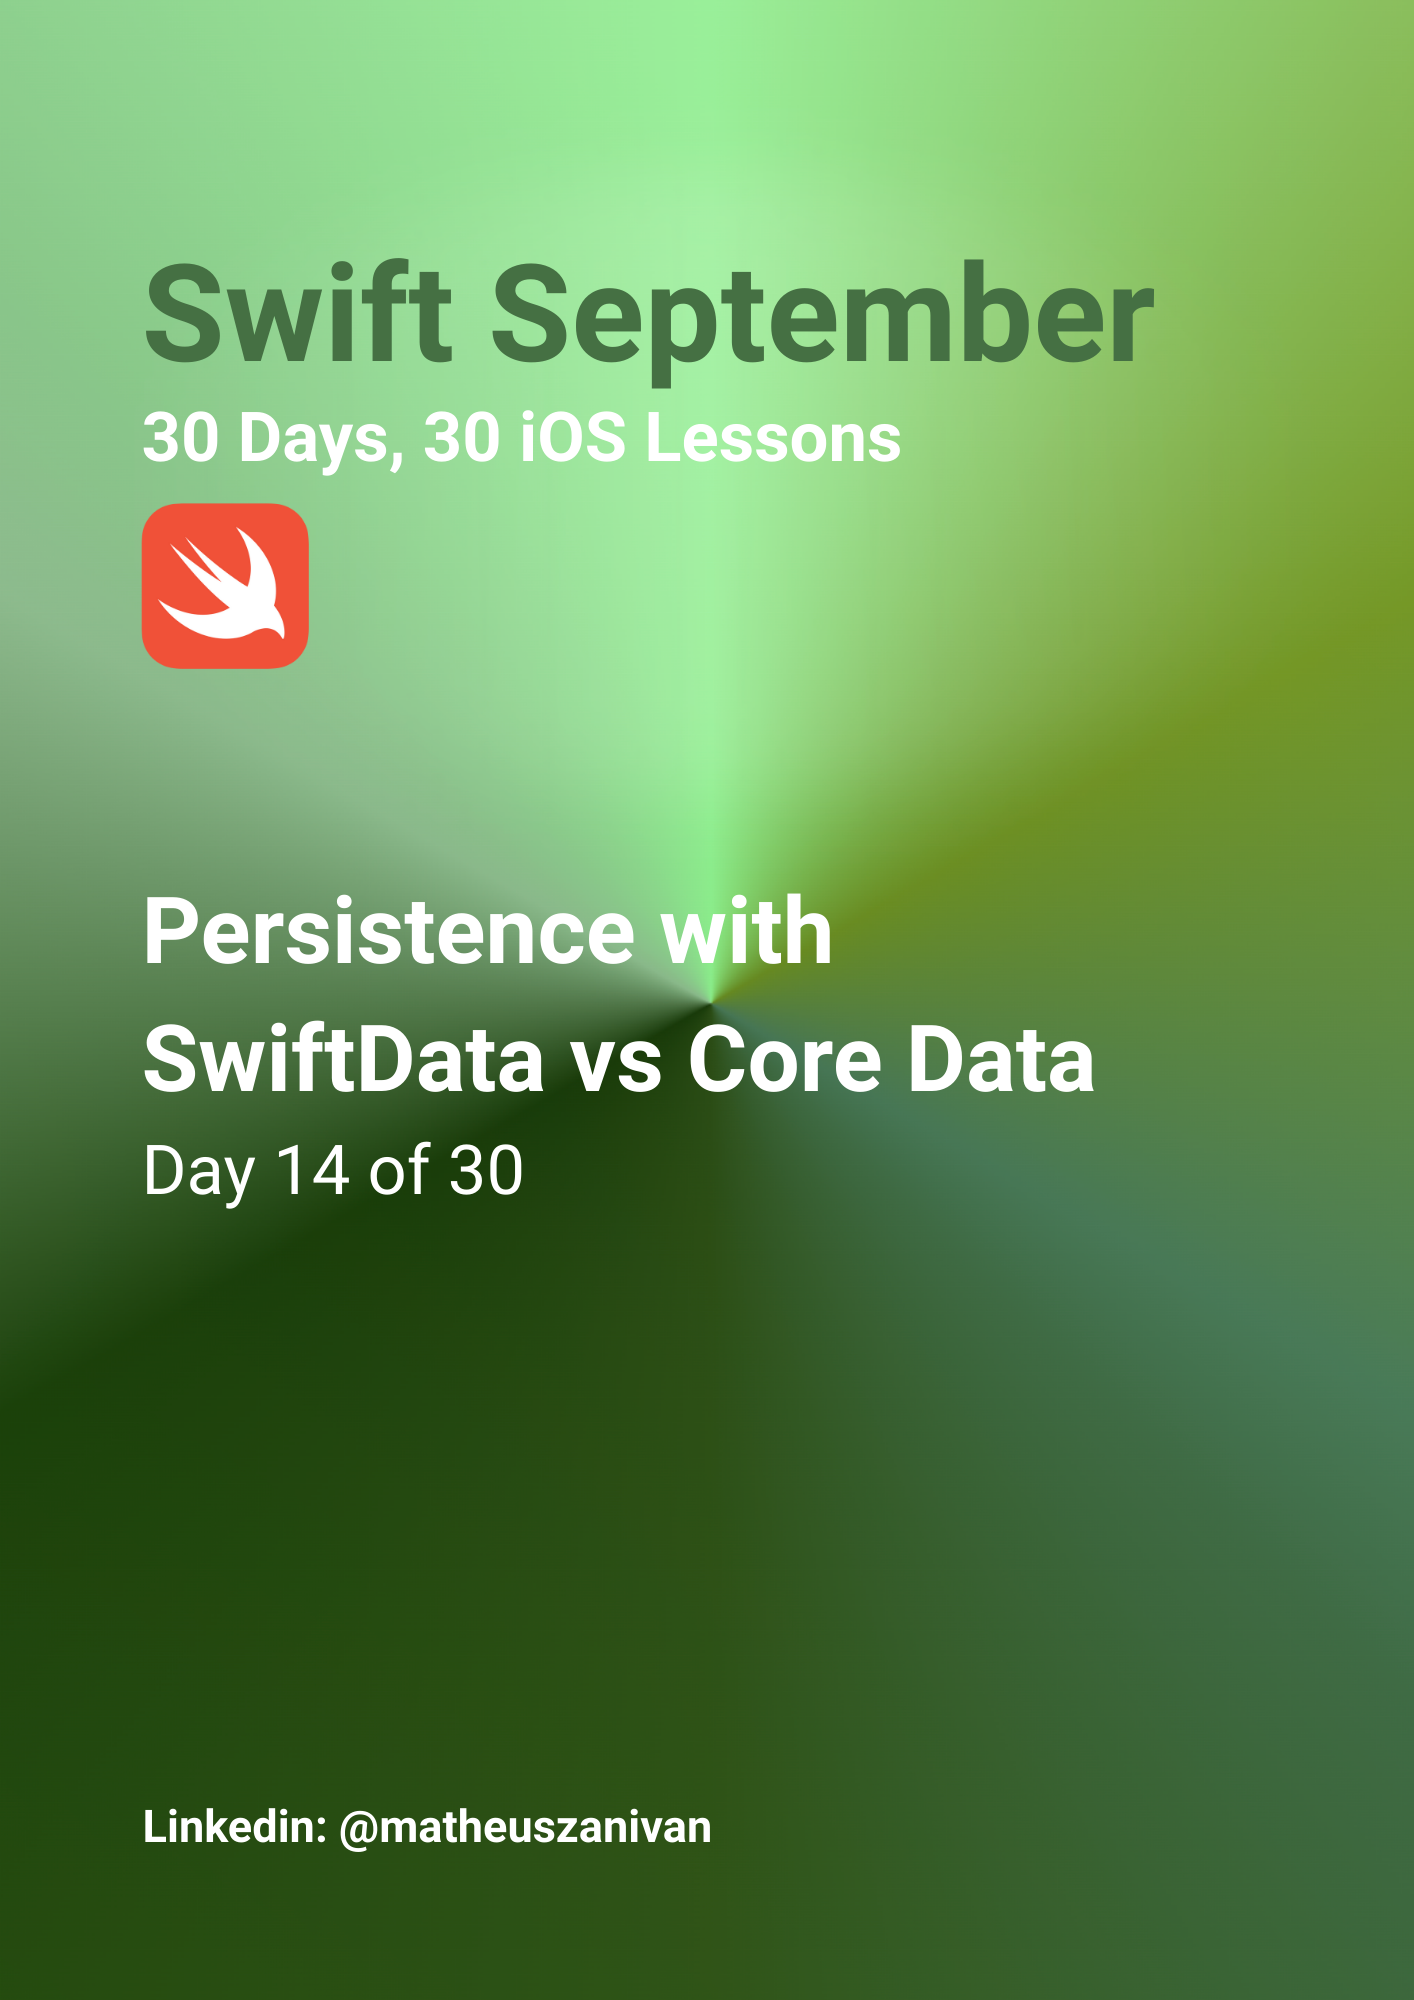 Swift September
30 Days, 30 iOS Lessons
Persistence with
SwiftData vs Core Data
Day 14 of 30
Linkedin: @matheuszanivan